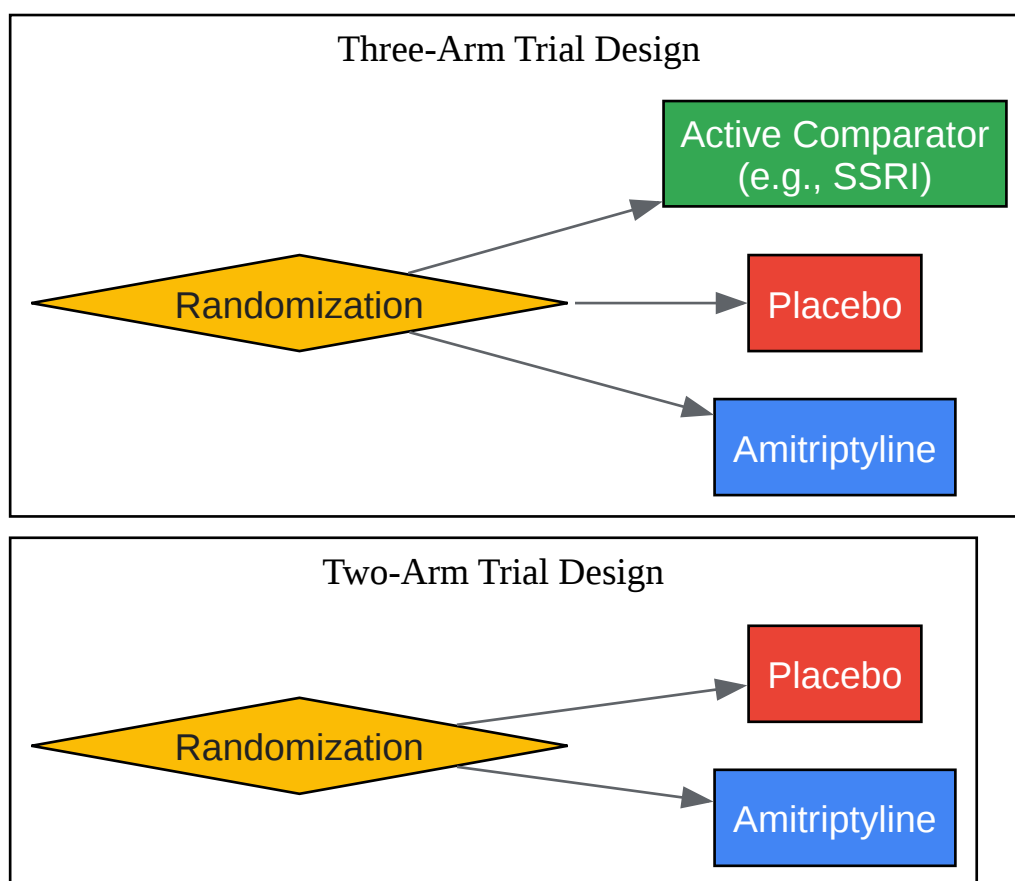 Three-Arm Trial Design
Active Comparator
(e.g., SSRI)
Randomization
Placebo
Amitriptyline
Two-Arm Trial Design
Placebo
Randomization
Amitriptyline